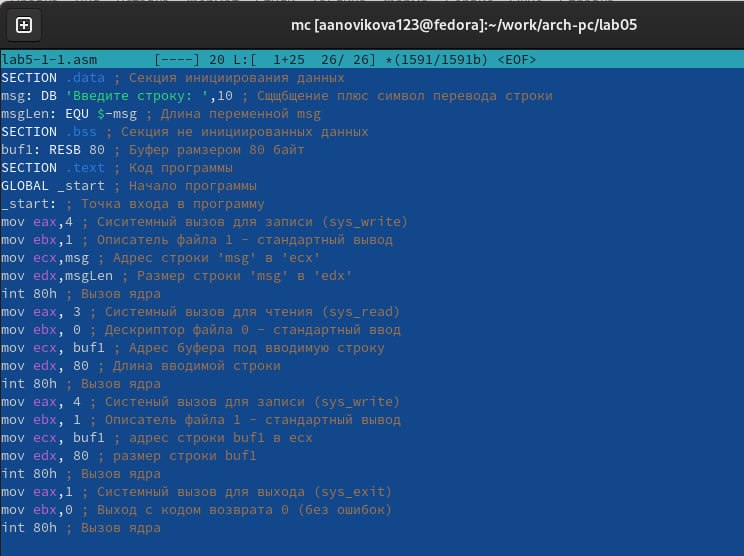 mc [aanovikova123@fedora]:~/work/arch-pc/lab05
lab5-1-1.asm [----] 20 L:[ 1+25 26/ 26] *(1591/1591b) <EOF>
SECTION .data ; Секция инициирования данных
msg: DB 'Введите строку: ',10 ; Сщщбщение плюс символ перевода строки
msgLen: EQU $-msg ; Длина переменной msg
SECTION .bss ; Секция не инициированных данных
buf1: RESB 80 ; Буфер рамзером 80 байт
SECTION .text ; Код программы
GLOBAL _start ; Начало программы
_start: ; Точка входа в программу
mov eax,4 ; Сиситемный вызов для записи (sys_write)
mov ebx,1 ; Описатель файла 1 - стандартный вывод
mov ecx,msg ; Адрес строки 'msg' в 'ecx'
mov edx,msgLen ; Размер строки 'msg' в 'edx'
int 80h ; Вызов ядра
mov eax, 3 ; Системный вызов для чтения (sys_read)
mov ebx, 0 ; Дескриптор файла 0 - стандартный ввод
mov ecx, buf1 ; Адрес буфера под вводимую строку
mov edx, 80 ; Длина вводимой строки
int 80h ; Вызов ядра
mov eax, 4 ; Систеный вызов для записи (sys_write)
mov ebx, 1 ; Описатель файла 1 - стандартный вывод
mov ecx, buf1 ; адрес строки buf1 в ecx
mov edx, 80 ; размер строки buf1
int 80h ; Вызов ядра
mov eax,1 ; Системный вызов для выхода (sys_exit)
mov ebx,0 ; Выход с кодом возврата 0 (без ошибок)
int 80h ; Вызов ядра